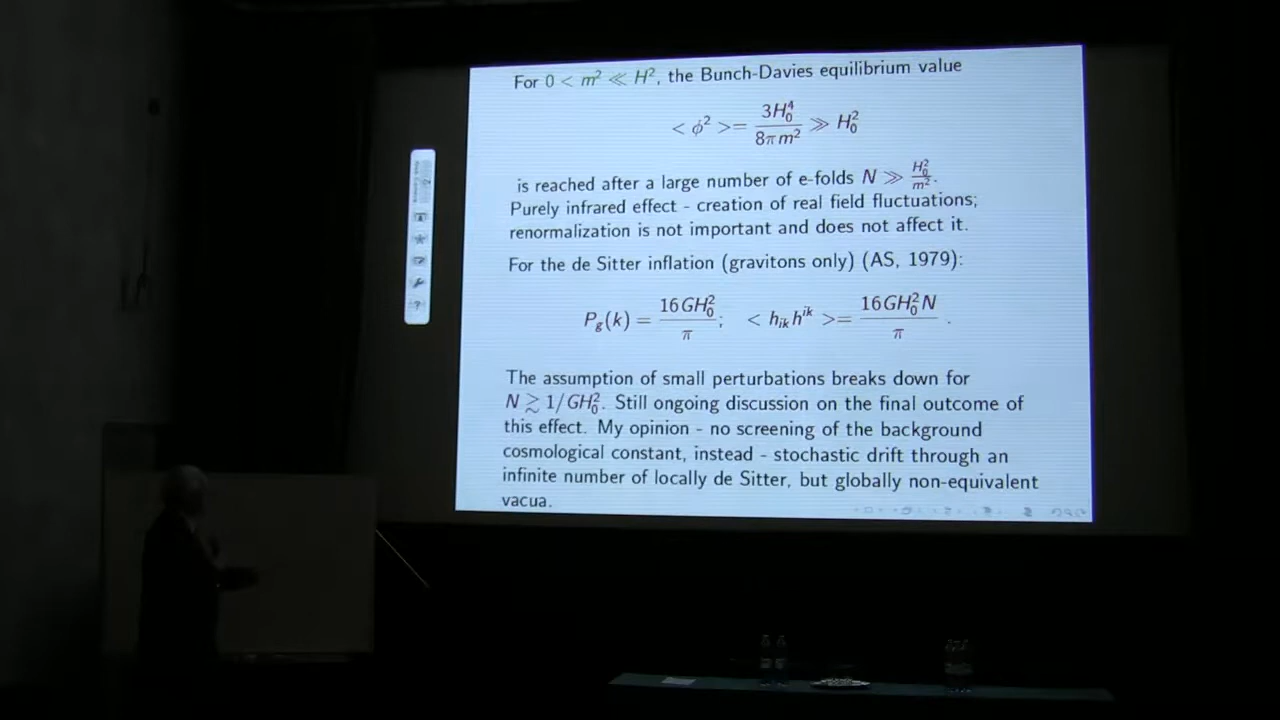 For 0 < m² ≪ H², the Bunch-Davies equilibrium value
< ϕ² >= 3H₀⁴ / 8πm² ≫ H₀²
is reached after a large number of e-folds N ≫ H₀²/m².
Purely infrared effect - creation of real field fluctuations;
renormalization is not important and does not affect it.
For the de Sitter inflation (gravitons only) (AS, 1979):
P_g(k) = 16GH₀² / π; < h_ik h^ik >= 16GH₀²N / π .
The assumption of small perturbations breaks down for
N ≳ 1/GH₀². Still ongoing discussion on the final outcome of
this effect. My opinion - no screening of the background
cosmological constant, instead - stochastic drift through an
infinite number of locally de Sitter, but globally non-equivalent
vacua.